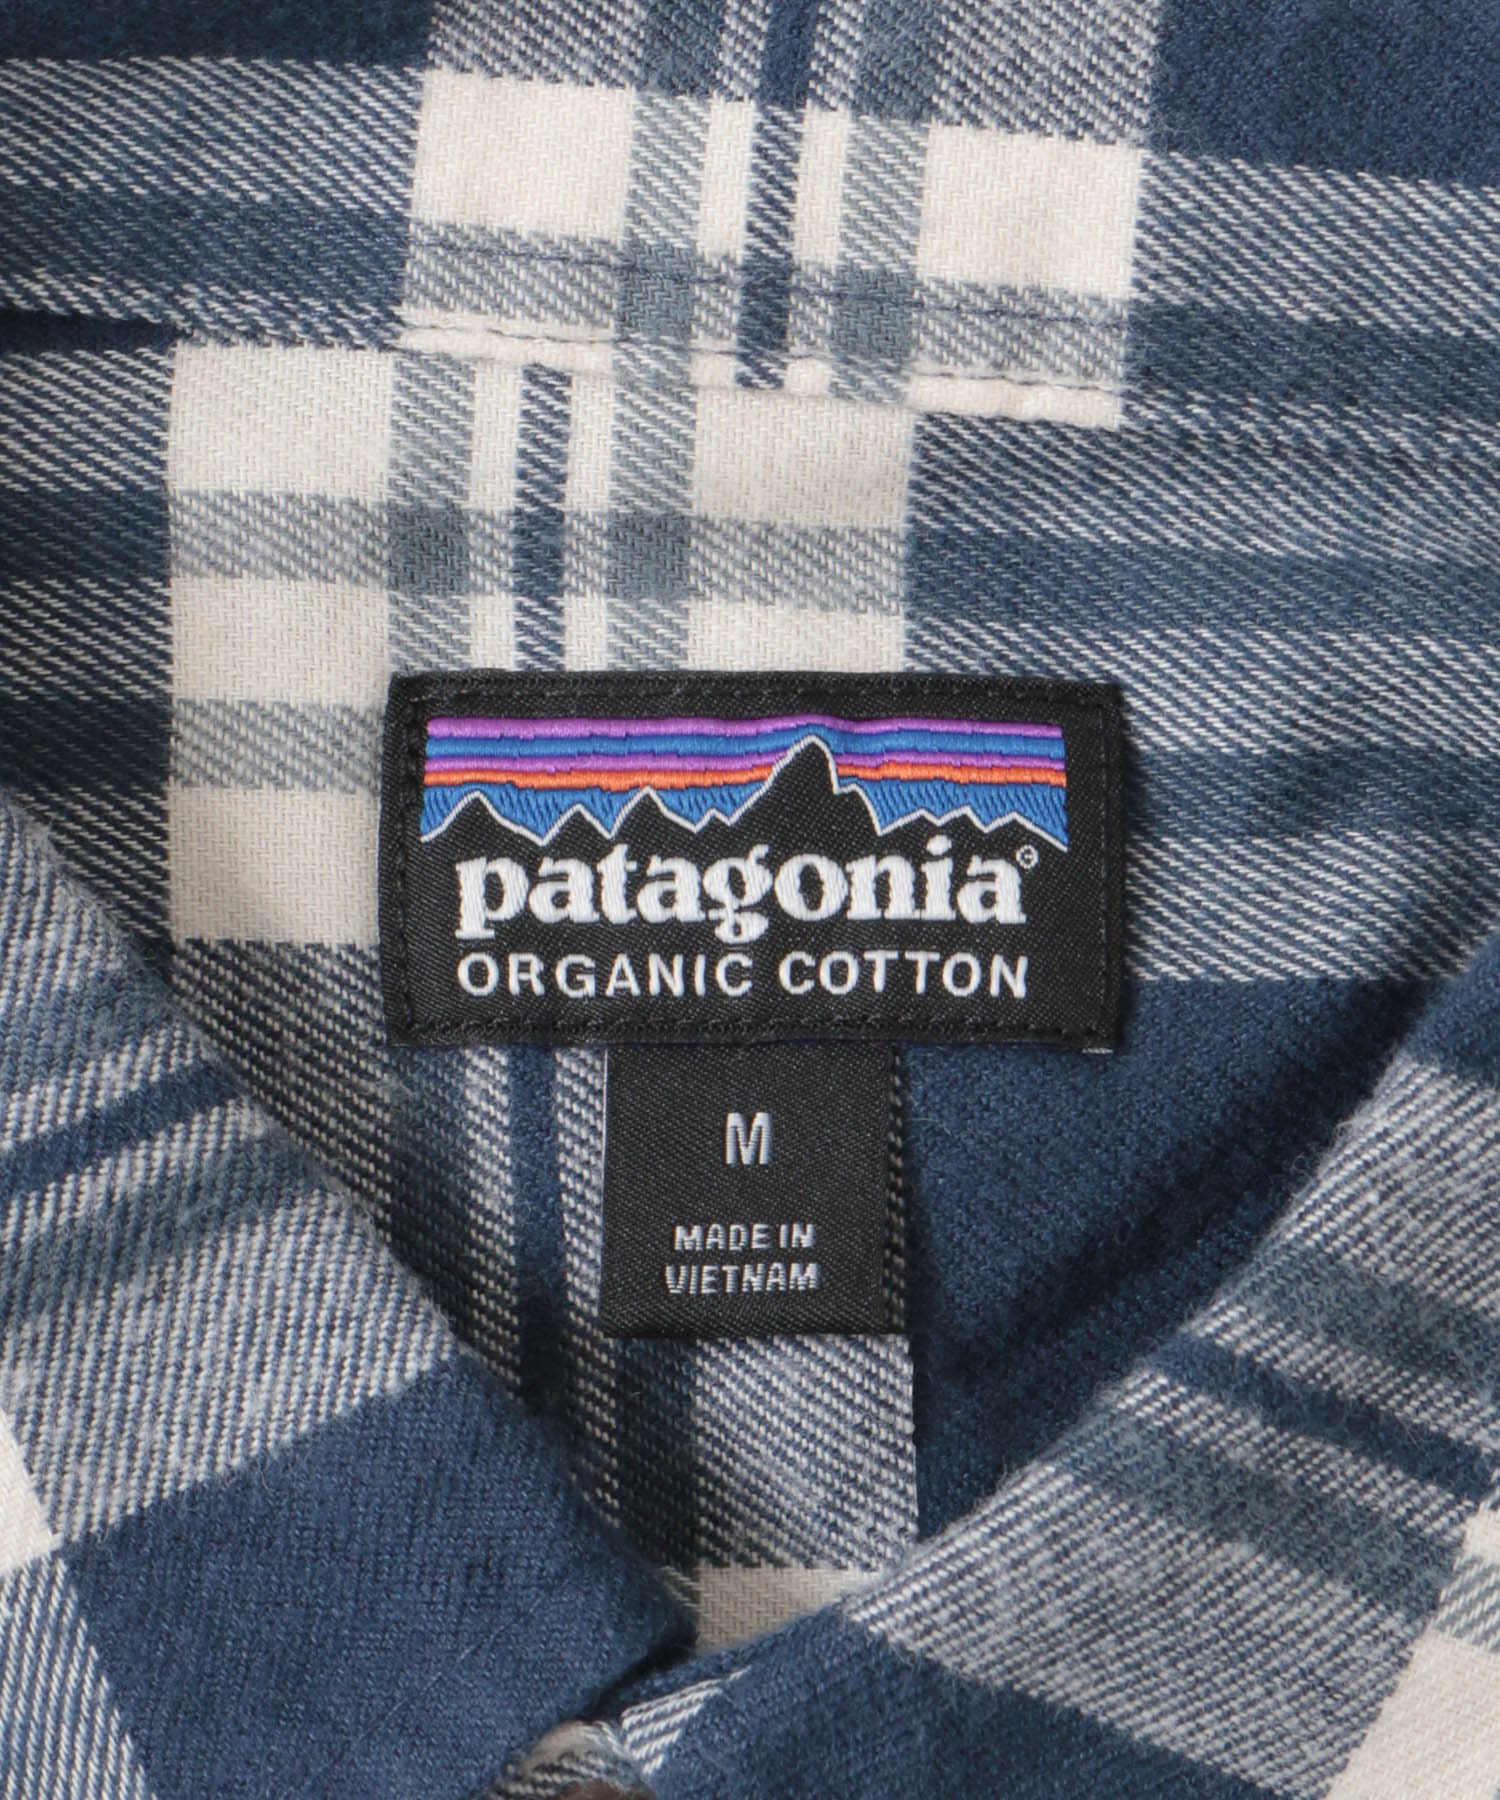 patagonia©
ORGANIC COTTON
M
MADE IN
VIETNAM